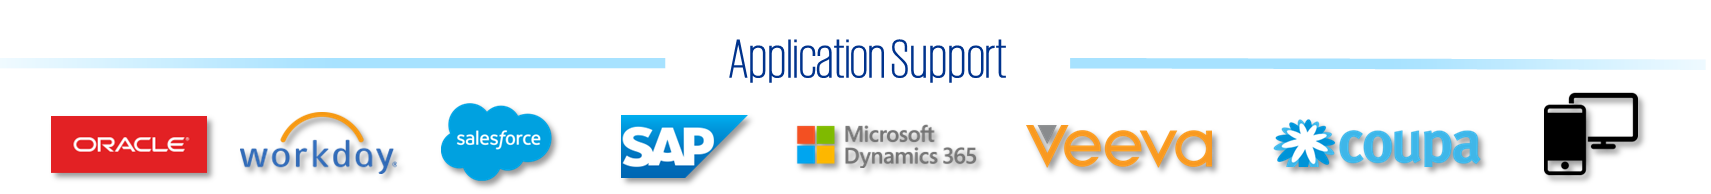 Application Support
ORACLE®
workday.
salesforce
SAP
Microsoft
Dynamics 365
Veeva
coupa